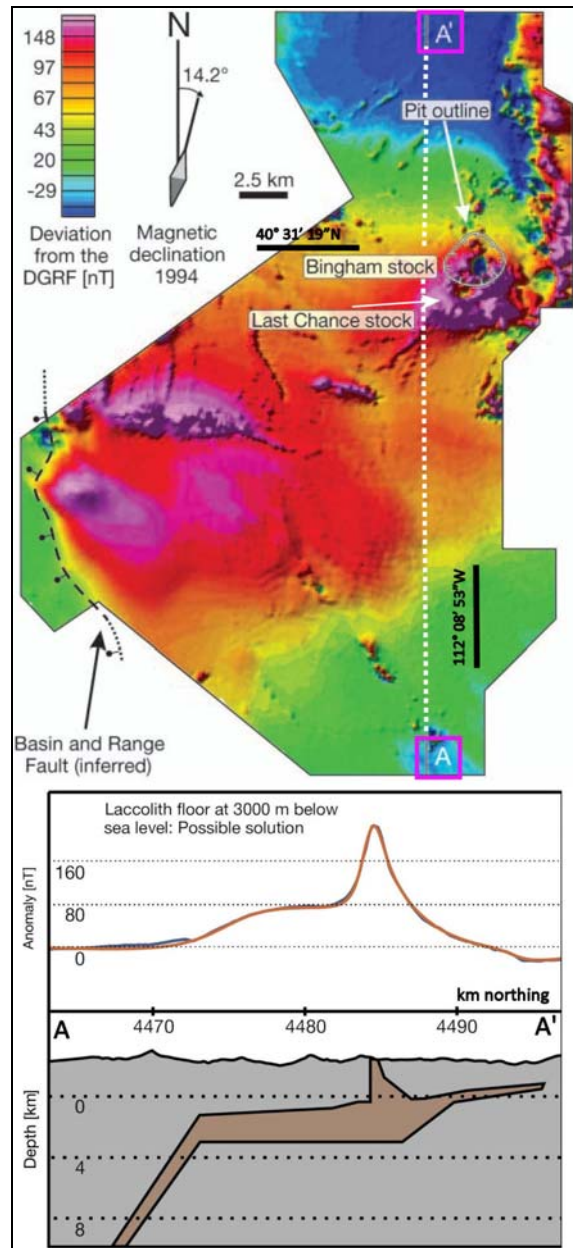 148
97
67
43
20
-29
Deviation
from the
DGRF [nT]
N
14.2°
Magnetic
declination
1994
2.5 km
A'
Pit outline
40° 31' 19"N
Bingham stock
Last Chance stock
112° 08' 53"W
Basin and Range
Fault (inferred)
A
Laccolith floor at 3000 m below
sea level: Possible solution
Anomaly [nT]
160
80
0
km northing
A
4470
4480
4490
A'
Depth [km]
0
4
8